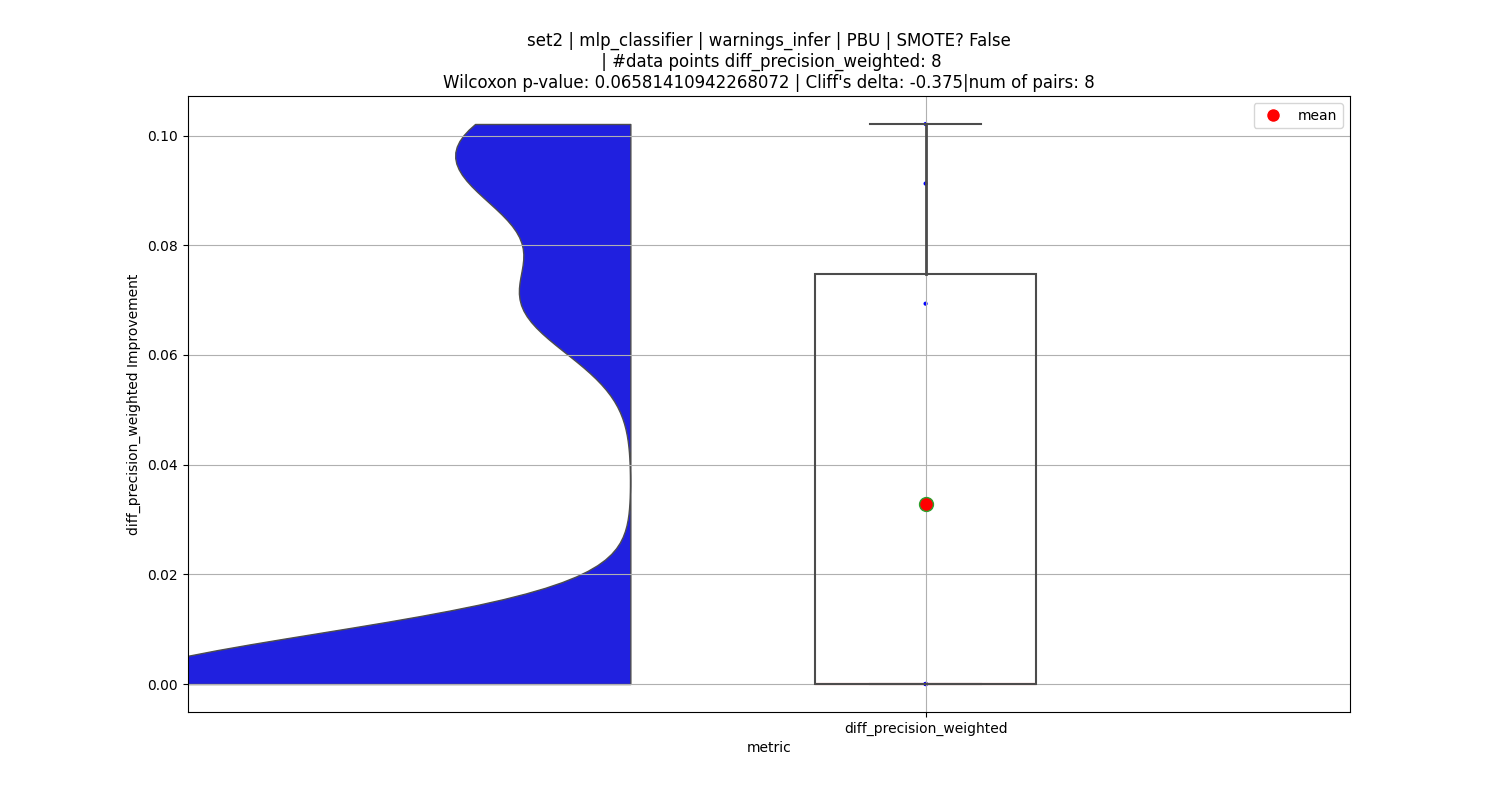 set2 | mlp_classifier | warnings_infer | PBU | SMOTE? False
| #data points diff_precision_weighted: 8
Wilcoxon p-value: 0.06581410942268072 | Cliff's delta: -0.375|num of pairs: 8
mean
0.10
0.08
0.06
0.04
0.02
0.00
diff_precision_weighted Improvement
diff_precision_weighted
metric